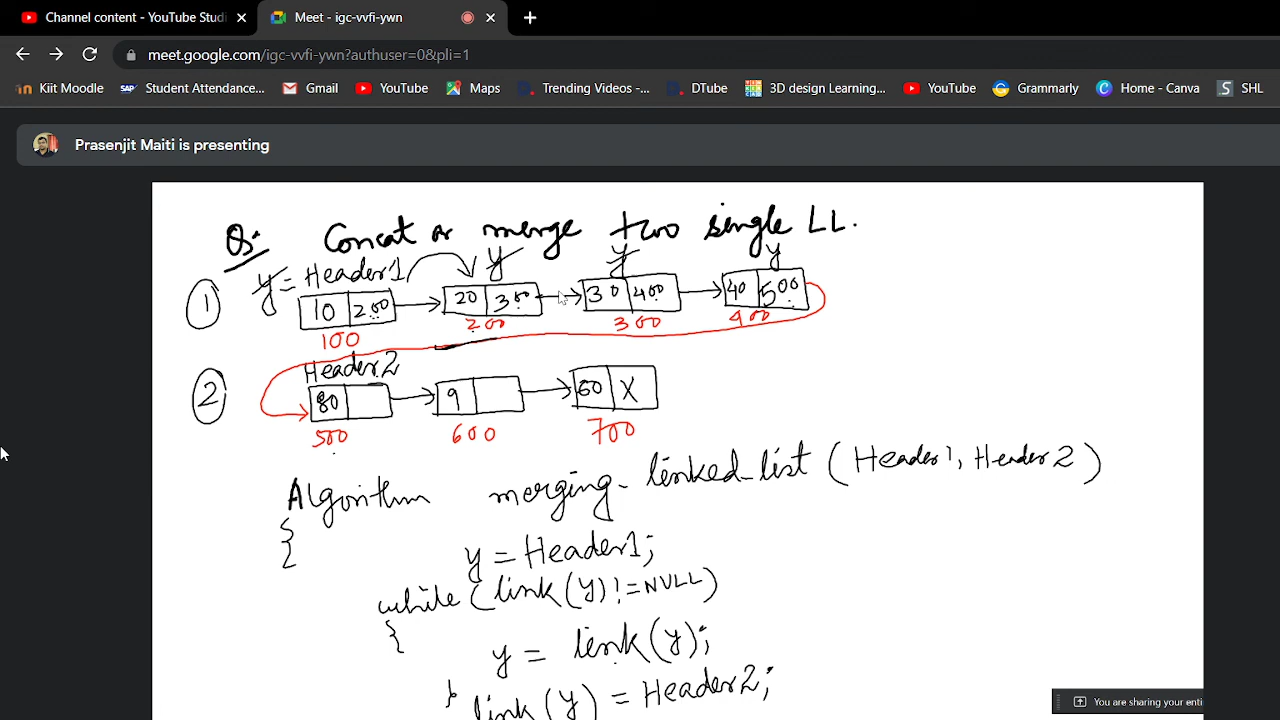 Channel content - YouTube Studi
Meet - igc-vvfi-ywn
meet.google.com/igc-vvfi-ywn?authuser=0&pli=1
Kiit Moodle
SAP Student Attendance...
Gmail
YouTube
Maps
Trending Videos -...
DTube
3D design Learning...
YouTube
Grammarly
Home - Canva
SHL
Prasenjit Maiti is presenting
Qs. Concat or merge two single LL.
y = Header1 y y y
1 10 200 20 300 30 400 40 500
100 200 300 400
Header2
2 80 9 60 X
500 600 700
Algorithm merging_linked_list (Header1, Header2)
{
y = Header1;
while (link(y) != NULL)
{
y = link(y);
}
link(y) = Header2;
You are sharing your enti